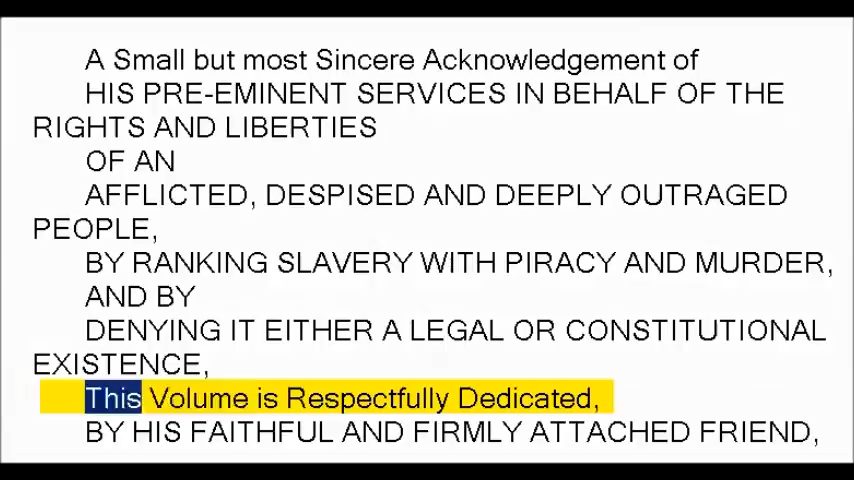 A Small but most Sincere Acknowledgement of
HIS PRE-EMINENT SERVICES IN BEHALF OF THE
RIGHTS AND LIBERTIES
OF AN
AFFLICTED, DESPISED AND DEEPLY OUTRAGED
PEOPLE,
BY RANKING SLAVERY WITH PIRACY AND MURDER,
AND BY
DENYING IT EITHER A LEGAL OR CONSTITUTIONAL
EXISTENCE,
This Volume is Respectfully Dedicated,
BY HIS FAITHFUL AND FIRMLY ATTACHED FRIEND,